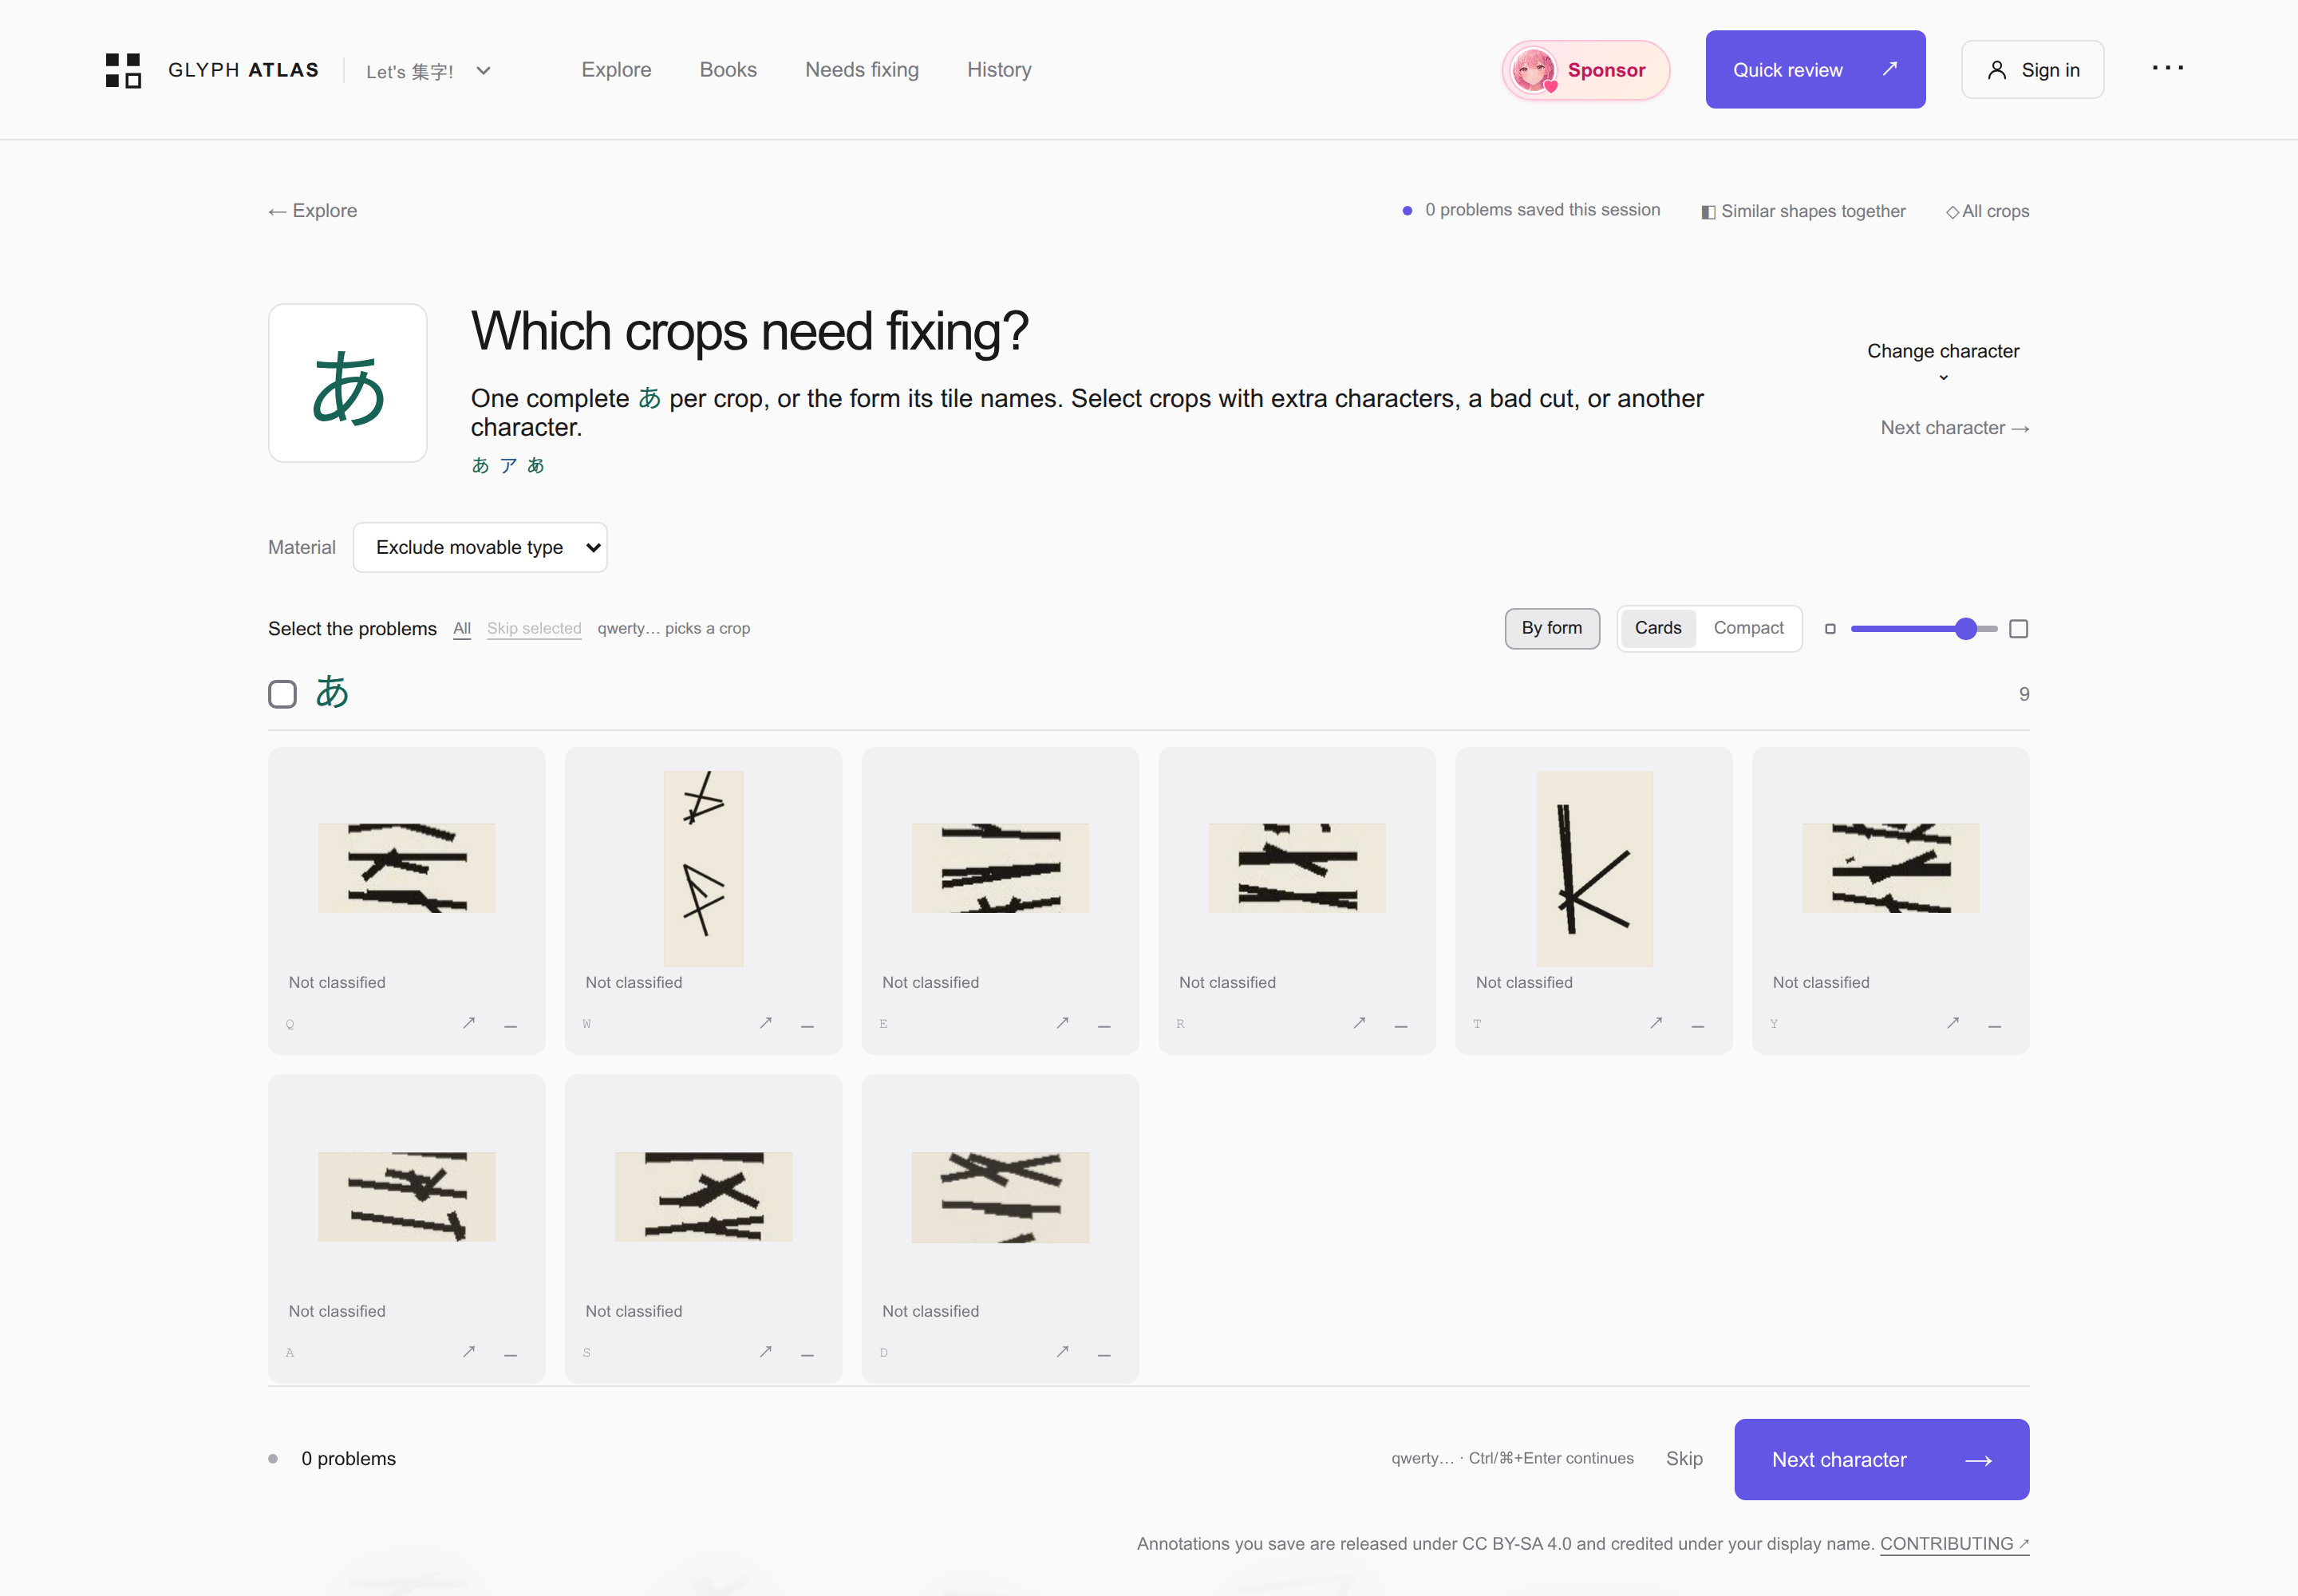 GLYPH ATLAS
Let's 集字!
Explore
Books
Needs fixing
History
Sponsor
Quick review ↗
Sign in
← Explore
0 problems saved this session
Similar shapes together
All crops
あ
Which crops need fixing?
One complete あ per crop, or the form its tile names. Select crops with extra characters, a bad cut, or another
character.
あ ア あ
Change character
Next character →
Material
Exclude movable type
Select the problems
All
Skip selected
qwerty… picks a crop
By form
Cards
Compact
あ
9
Not classified
Q
Not classified
W
Not classified
E
Not classified
R
Not classified
T
Not classified
Y
Not classified
A
Not classified
S
Not classified
D
0 problems
qwerty… · Ctrl/⌘+Enter continues
Skip
Next character →
Annotations you save are released under CC BY-SA 4.0 and credited under your display name. CONTRIBUTING ↗